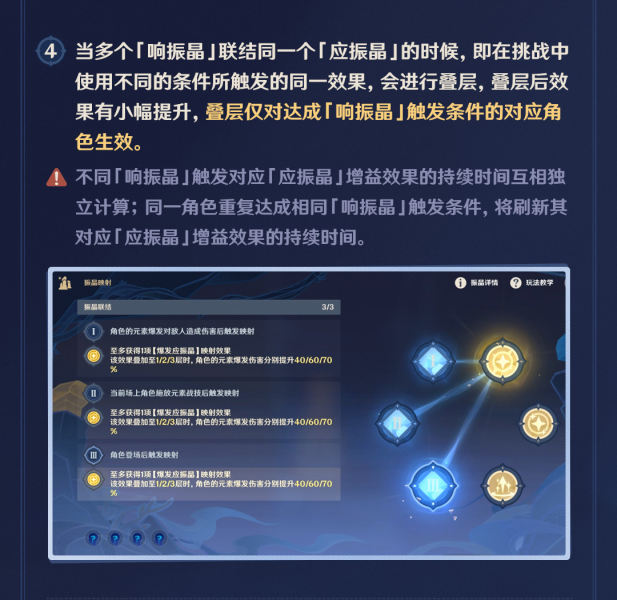 4
当多个「响振晶」联结同一个「应振晶」的时候，即在挑战中
使用不同的条件所触发的同一效果，会进行叠层，叠层后效
果有小幅提升，叠层仅对达成「响振晶」触发条件的对应角
色生效。
不同「响振晶」触发对应「应振晶」增益效果的持续时间互相独
立计算；同一角色重复达成相同「响振晶」触发条件，将刷新其
对应「应振晶」增益效果的持续时间。
振晶映射
振晶详情
玩法教学
振晶联结 3/3
I 角色的元素爆发对敌人造成伤害后触发映射
至多获得1项【爆发应振晶】映射效果
该效果叠加至1/2/3层时，角色的元素爆发伤害分别提升40/60/70
%
II 当前场上角色施放元素战技后触发映射
至多获得1项【爆发应振晶】映射效果
该效果叠加至1/2/3层时，角色的元素爆发伤害分别提升40/60/70
%
III 角色登场后触发映射
至多获得1项【爆发应振晶】映射效果
该效果叠加至1/2/3层时，角色的元素爆发伤害分别提升40/60/70
%
I
II
III
? ? ? ?